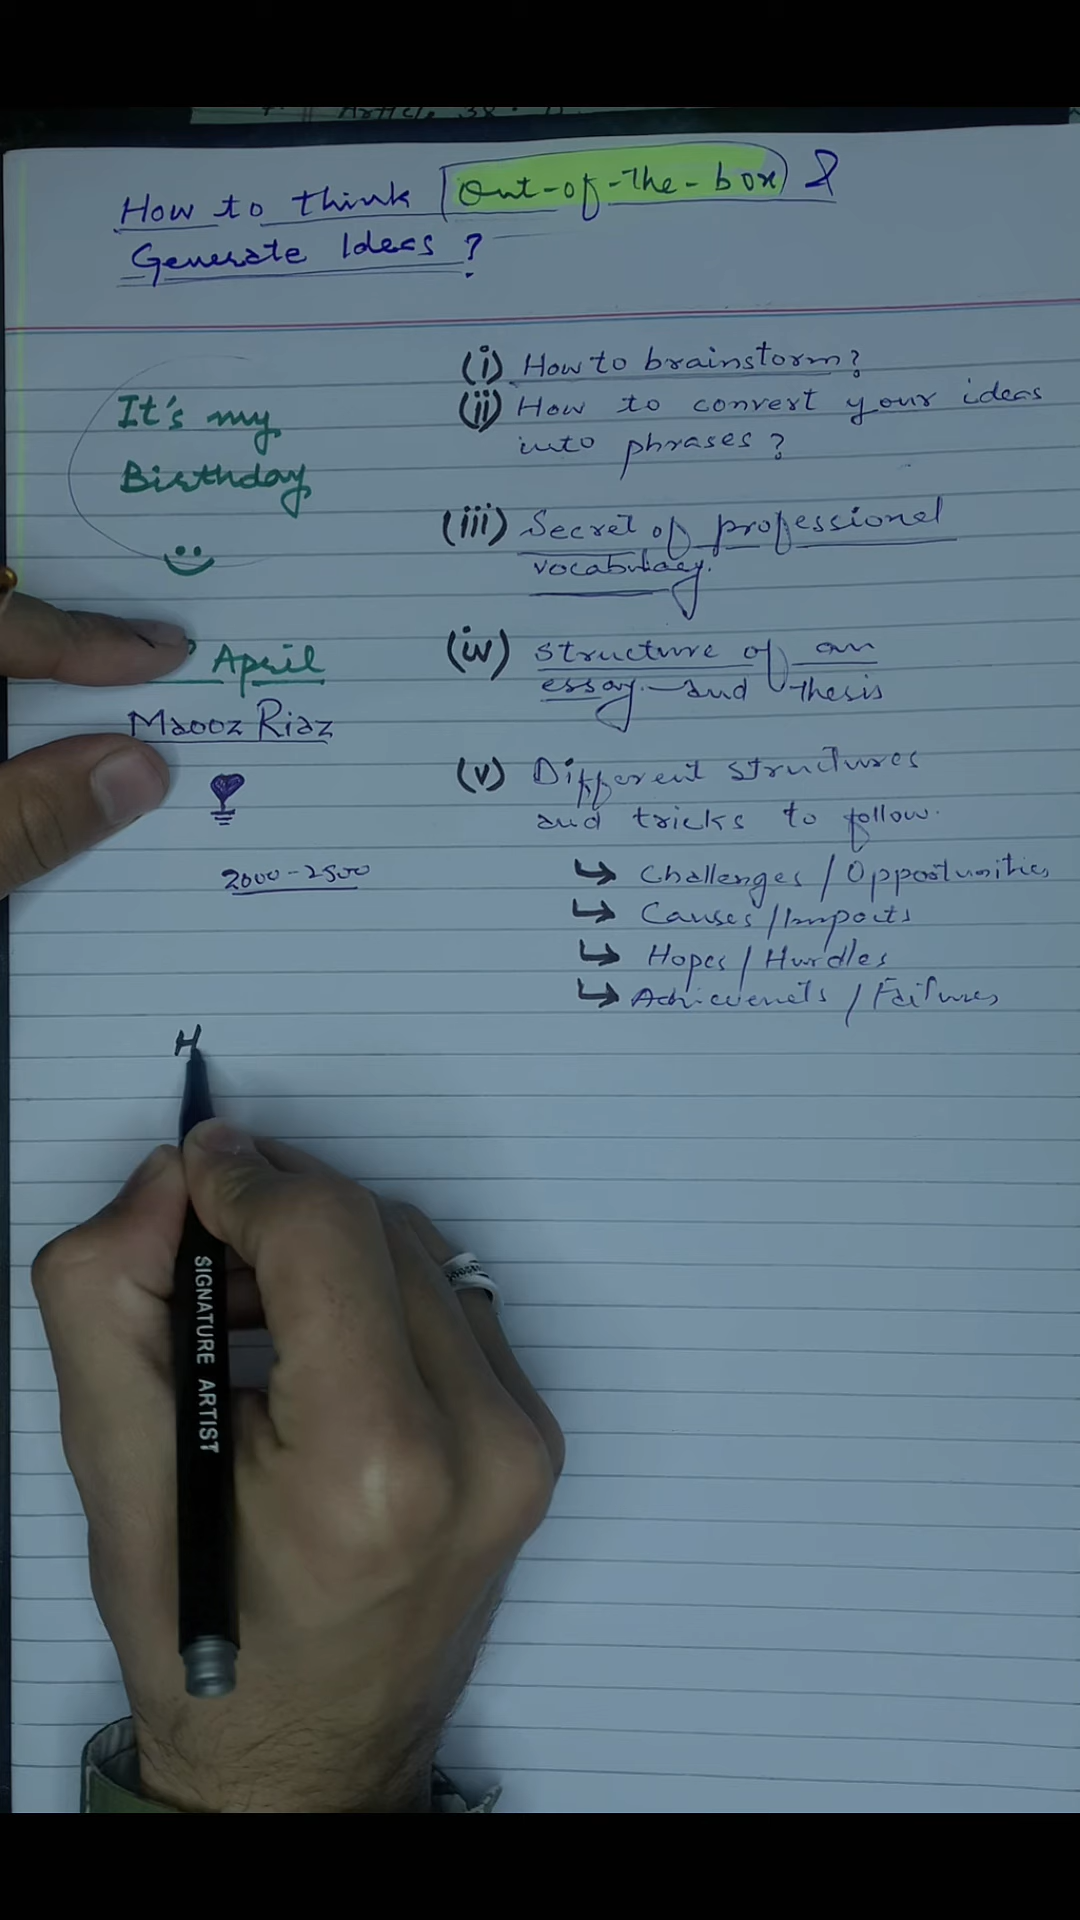 Article 38:
How to think Out-of-the-box &
Generate Ideas?
It's my
Birthday
April
Maooz Riaz
2000-2500
H
(i) How to brainstorm?
(ii) How to convert your ideas
into phrases?
(iii) Secret of professional
vocabulary.
(iv) structure of an
essay and thesis
(v) Different structures
and tricks to follow.
↳ Challenges / Opportunities
↳ Causes / Impacts
↳ Hopes / Hurdles
↳ Achievements / Failures
SIGNATURE ARTIST